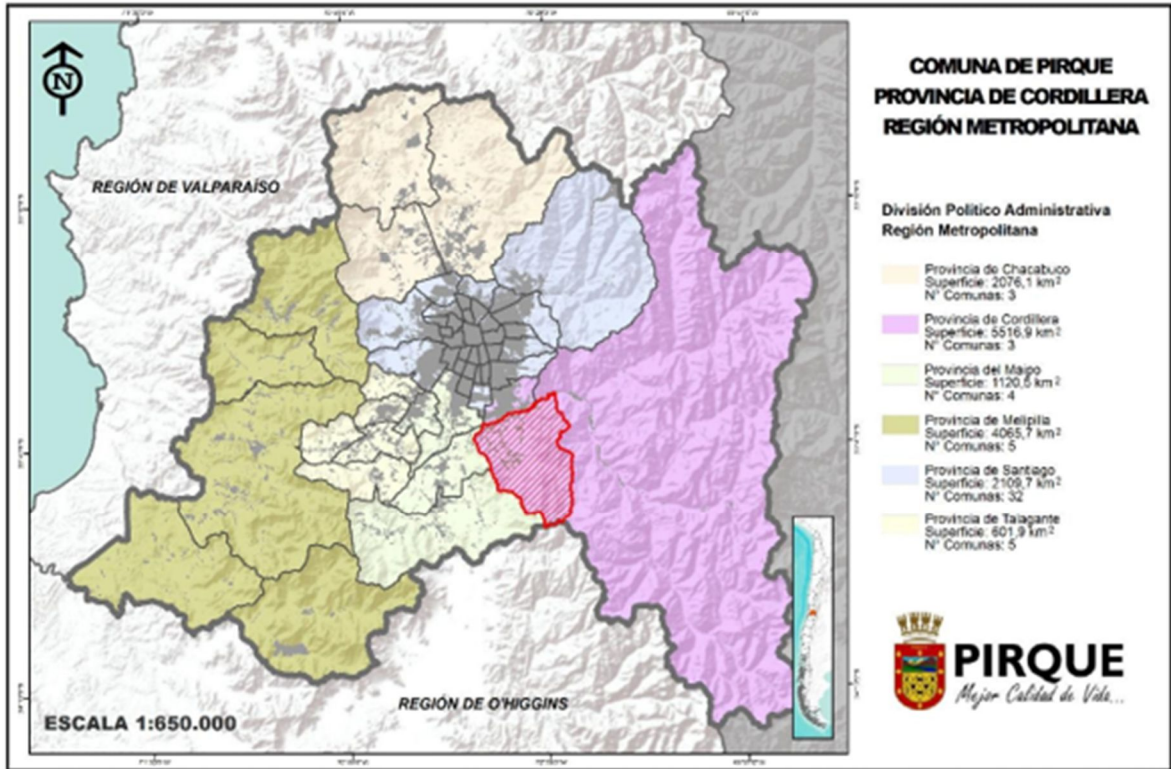 COMUNA DE PIRQUE
PROVINCIA DE CORDILLERA
REGIÓN METROPOLITANA
N
REGIÓN DE VALPARAÍSO
División Político Administrativa
Región Metropolitana
Provincia de Chacabuco
Superficie: 2076,1 km²
N° Comunas: 3
Provincia de Cordillera
Superficie: 5516,9 km²
N° Comunas: 3
Provincia del Maipo
Superficie: 1120,5 km²
N° Comunas: 4
Provincia de Melipilla
Superficie: 4065,7 km²
N° Comunas: 5
Provincia de Santiago
Superficie: 2109,7 km²
N° Comunas: 32
Provincia de Talagante
Superficie: 601,9 km²
N° Comunas: 5
REGIÓN DE O'HIGGINS
ESCALA 1:650.000
PIRQUE
Mejor Calidad de Vida...